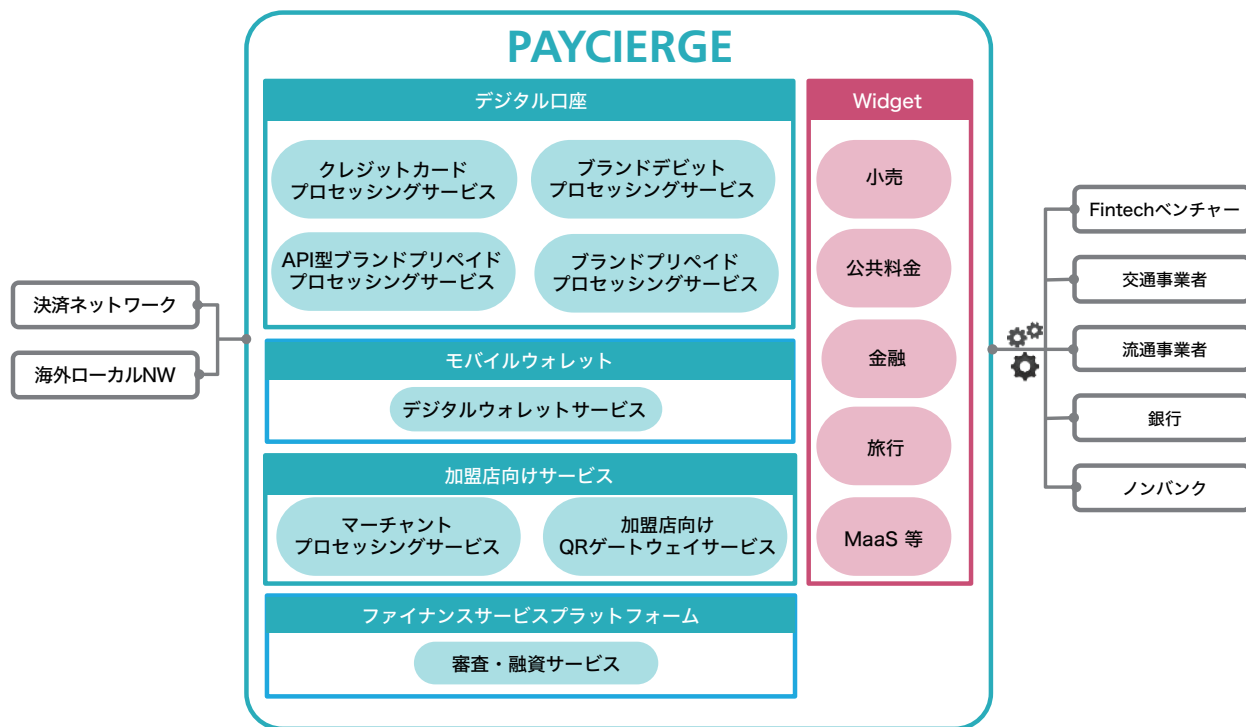 PAYCIERGE
デジタル口座
クレジットカード
プロセッシングサービス
ブランドデビット
プロセッシングサービス
API型ブランドプリペイド
プロセッシングサービス
ブランドプリペイド
プロセッシングサービス
モバイルウォレット
デジタルウォレットサービス
加盟店向けサービス
マーチャント
プロセッシングサービス
加盟店向け
QRゲートウェイサービス
ファイナンスサービスプラットフォーム
審査・融資サービス
Widget
小売
公共料金
金融
旅行
MaaS 等
決済ネットワーク
海外ローカルNW
Fintechベンチャー
交通事業者
流通事業者
銀行
ノンバンク